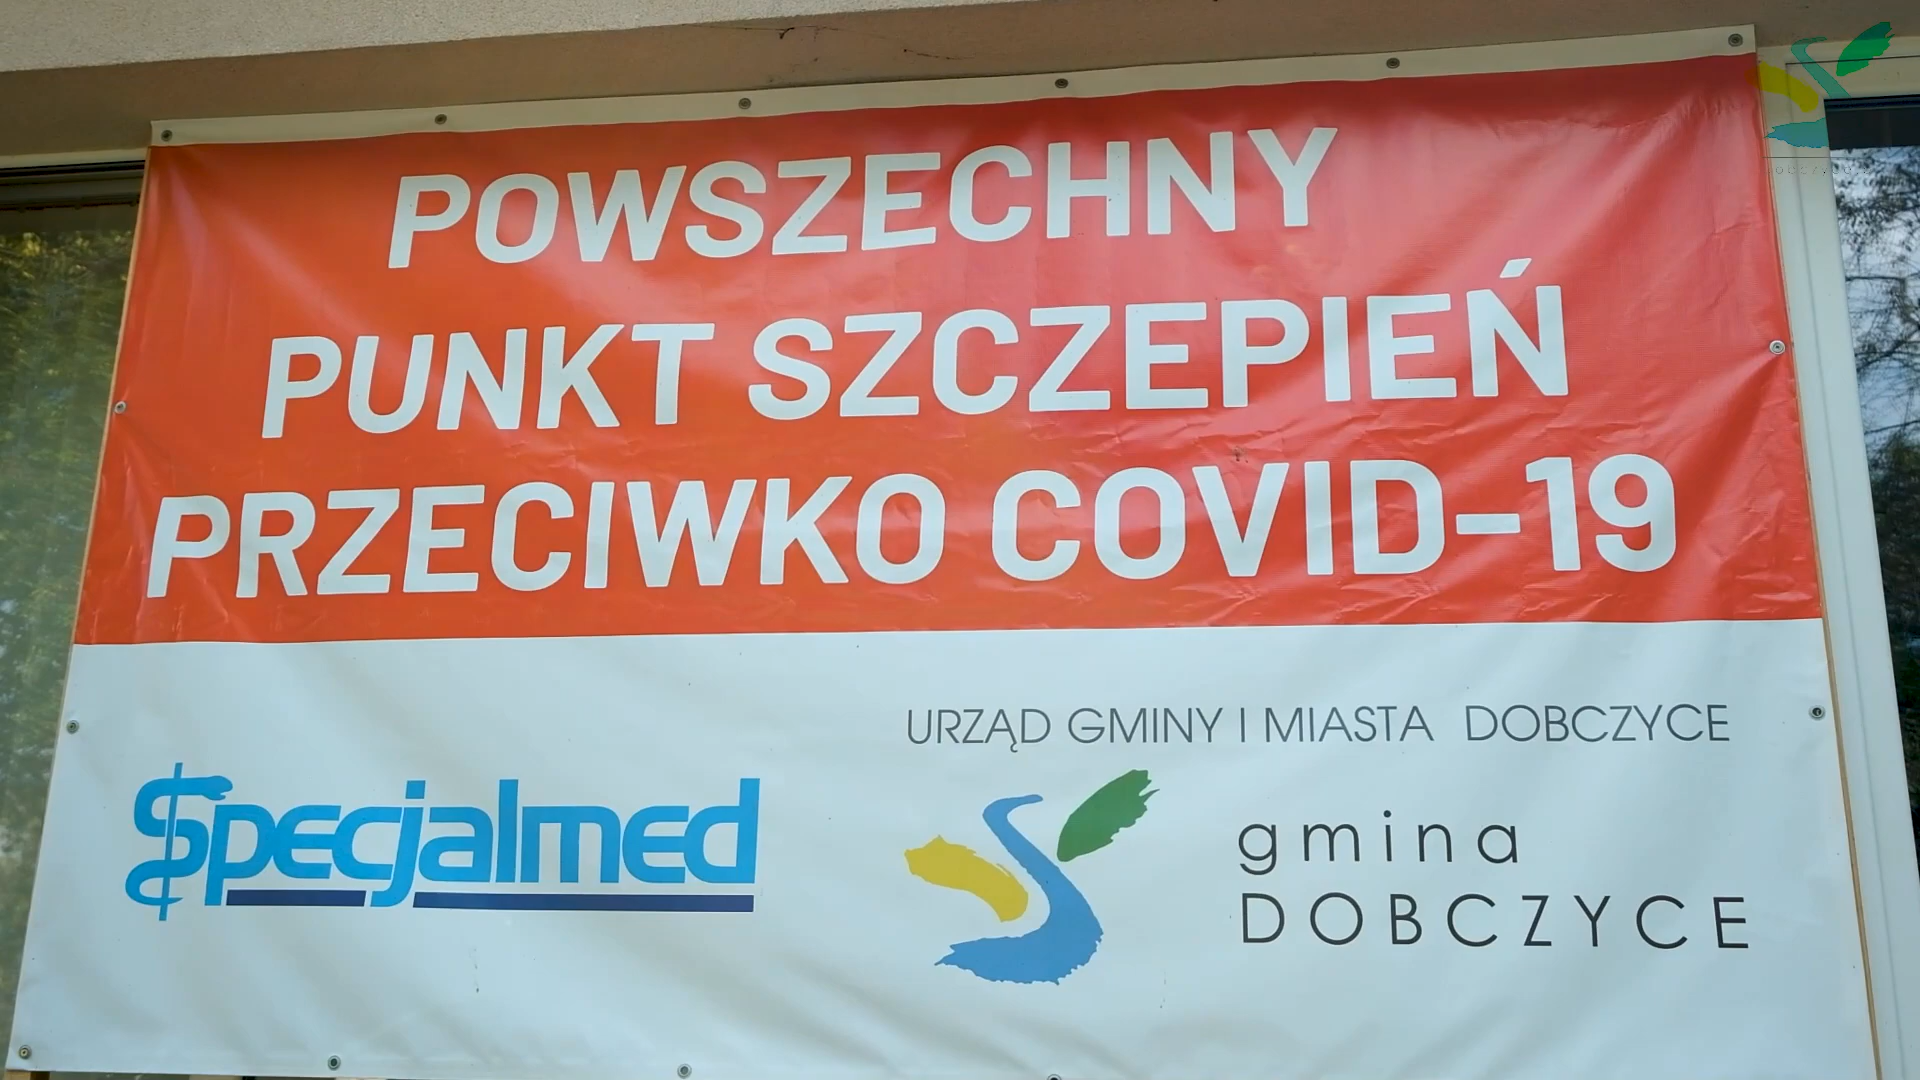 POWSZECHNY
PUNKT SZCZEPIEŃ
PRZECIWKO COVID-19
URZĄD GMINY I MIASTA DOBCZYCE
Specjalmed
gmina
DOBCZYCE